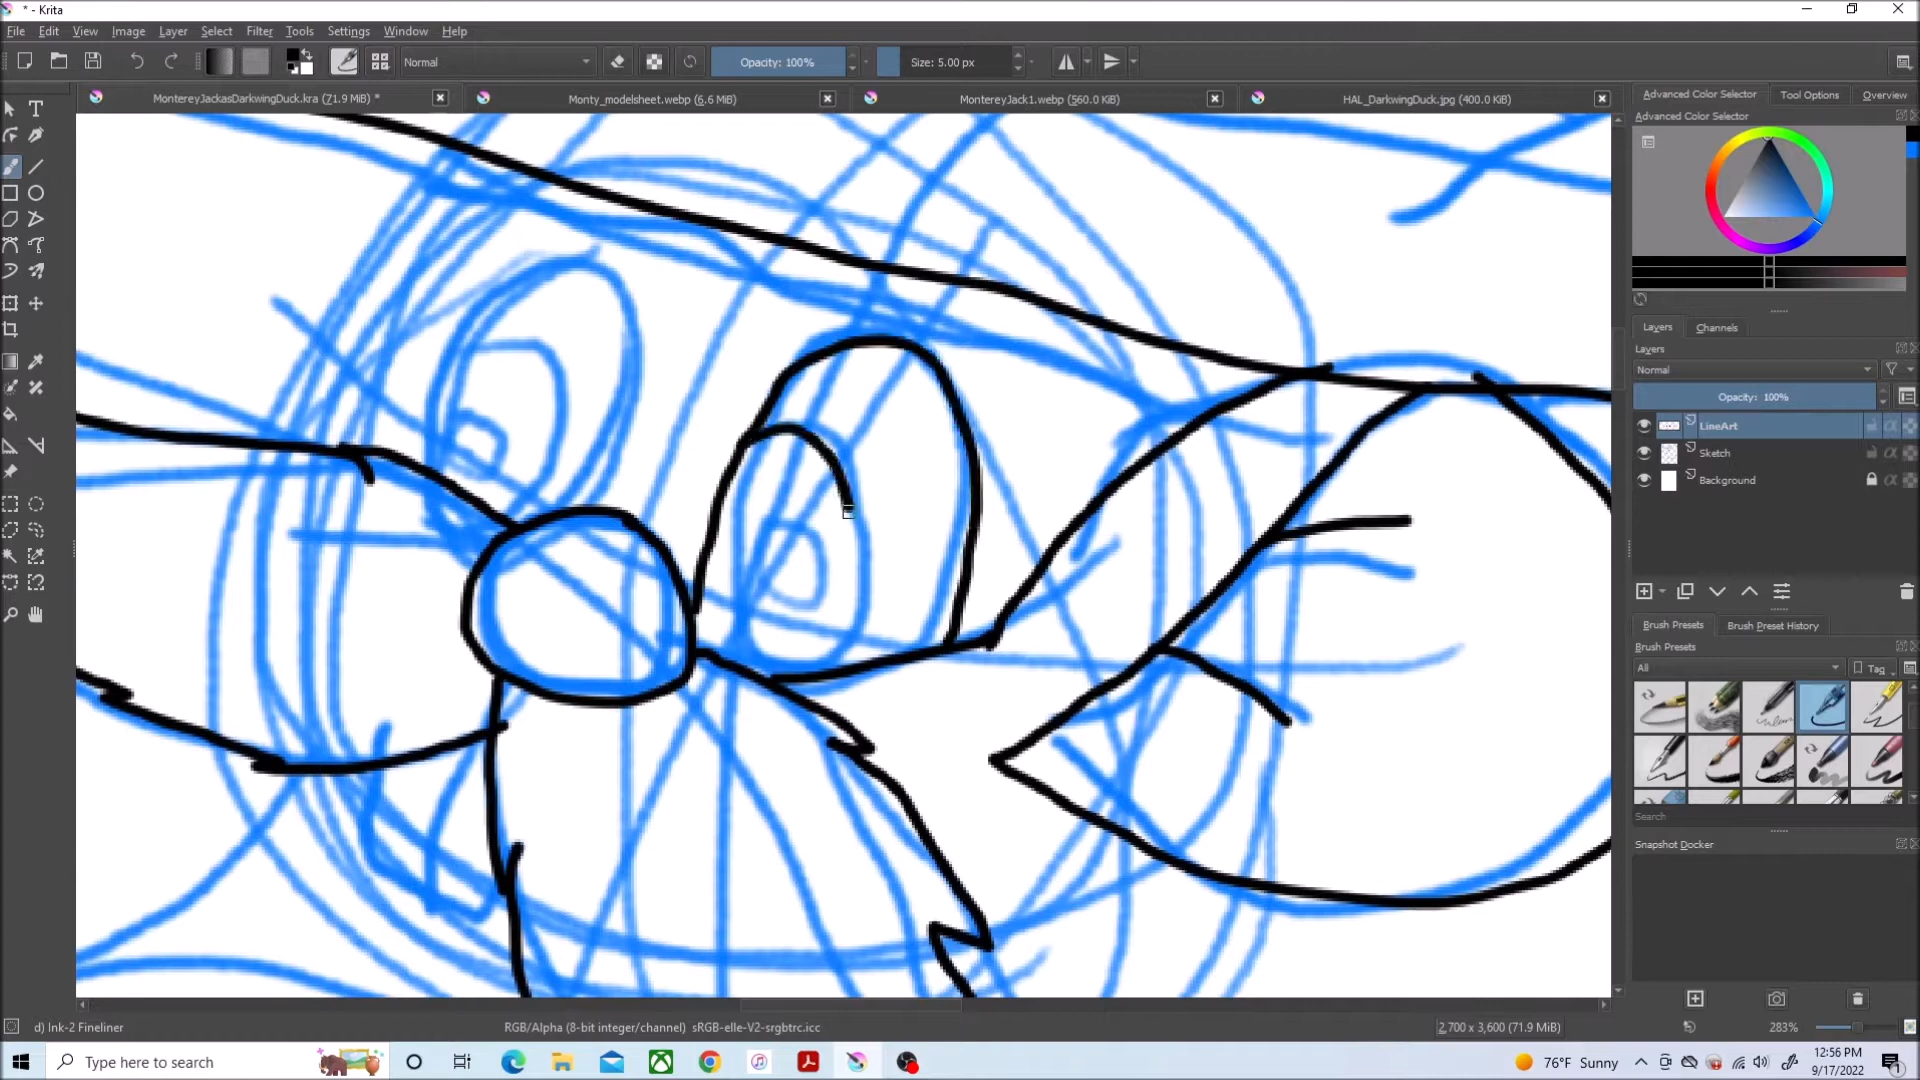 * - Krita
File Edit View Image Layer Select Filter Tools Settings Window Help
Normal Opacity: 100% Size: 5.00 px
MontereyJackasDarkwingDuck.kra (71.9 MiB) * Monty_modelsheet.webp (6.6 MiB) MontereyJack1.webp (560.0 KiB) HAL_DarkwingDuck.jpg (400.0 KiB)
Advanced Color Selector Tool Options Overview
Advanced Color Selector
Layers Channels
Layers
Normal
Opacity: 100%
LineArt
Sketch
Background
Brush Presets Brush Preset History
Brush Presets
All Tag
Search
Snapshot Docker
d) Ink-2 Fineliner RGB/Alpha (8-bit integer/channel) sRGB-elle-V2-srgbtrc.icc 2,700 x 3,600 (71.9 MiB) 283%
Type here to search 76°F Sunny 12:56 PM
9/17/2022 1